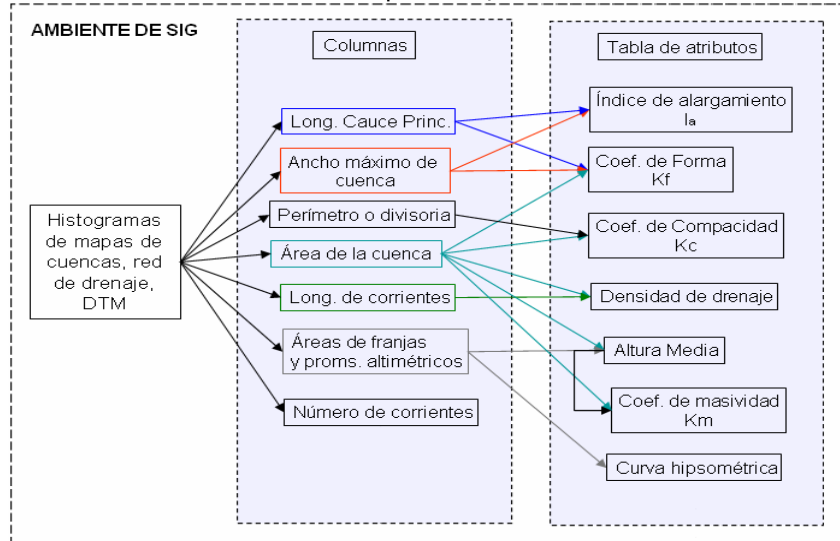 AMBIENTE DE SIG
Columnas
Tabla de atributos
Histogramas
de mapas de
cuencas, red
de drenaje,
DTM
Long. Cauce Princ.
Ancho máximo de
cuenca
Perímetro o divisoria
Área de la cuenca
Long. de corrientes
Áreas de franjas
y proms. altimétricos
Número de corrientes
Índice de alargamiento
Ia
Coef. de Forma
Kf
Coef. de Compacidad
Kc
Densidad de drenaje
Altura Media
Coef. de masividad
Km
Curva hipsométrica